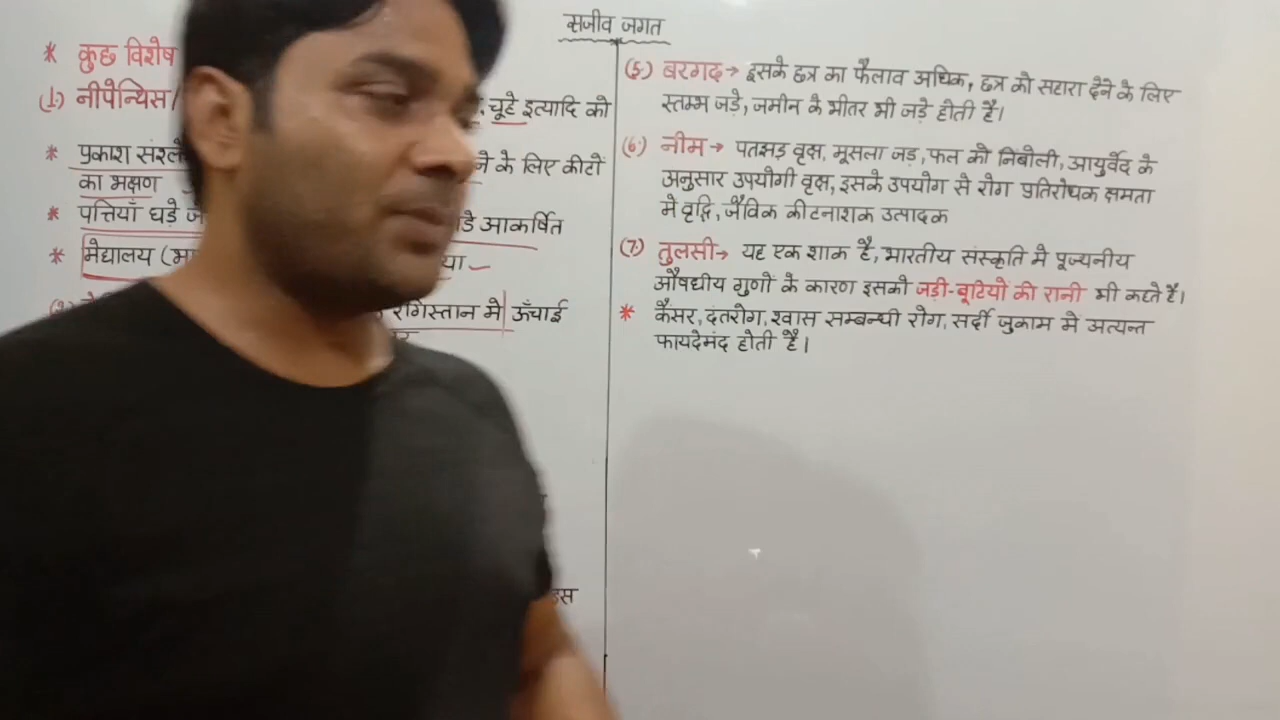 सजीव जगत
* कुछ विशेष
(1.) नीपेन्थिस/ चूहे इत्यादि को
* प्रकाश संश्ले ने के लिए कीटों
का भक्षण
* पत्तियाँ घड़े ज डे आकर्षित
* मेघालय (भा या
रेगिस्तान में ऊँचाई
इस
(5.) बरगद→ इसके छत्र का फैलाव अधिक, छत्र को सहारा देने के लिए
स्तम्भ जड़े, जमीन के भीतर भी जड़े होती है।
(6.) नीम→ पतझड़ वृक्ष, मूसला जड़, फल को निंबोली, आयुर्वेद के
अनुसार उपयोगी वृक्ष, इसके उपयोग से रोग प्रतिरोधक क्षमता
मे वृद्धि, जैविक कीटनाशक उत्पादक
(7.) तुलसी→ यह एक शाक है, भारतीय संस्कृति मे पूज्यनीय
औषधीय गुणों के कारण इसको जड़ी-बूटियों की रानी भी कहते है।
* कैंसर, दंतरोग, श्वास सम्बन्धी रोग, सर्दी जुकाम मे अत्यन्त
फायदेमंद होती है।